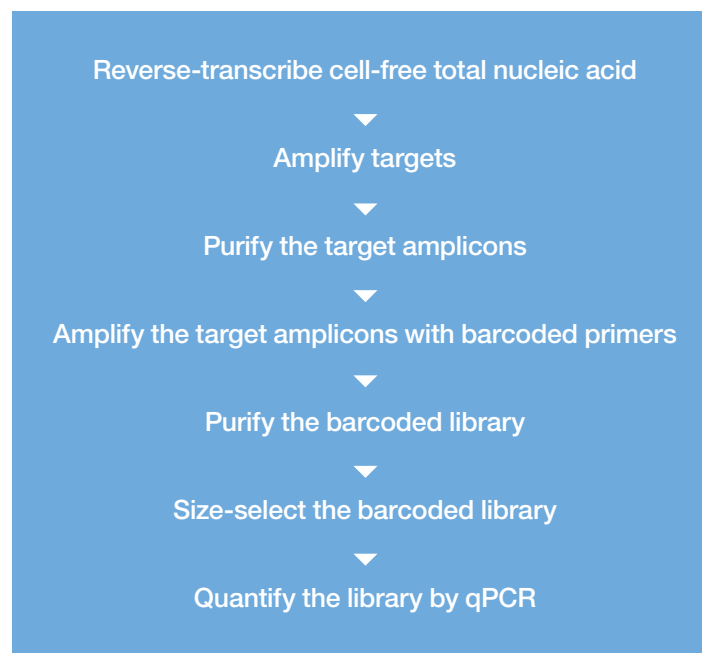 Reverse-transcribe cell-free total nucleic acid
Amplify targets
Purify the target amplicons
Amplify the target amplicons with barcoded primers
Purify the barcoded library
Size-select the barcoded library
Quantify the library by qPCR